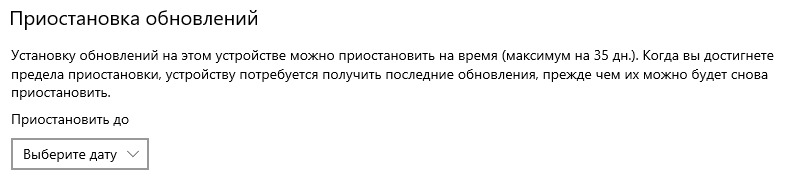 Приостановка обновлений
Установку обновлений на этом устройстве можно приостановить на время (максимум на 35 дн.). Когда вы достигнете
предела приостановки, устройству потребуется получить последние обновления, прежде чем их можно будет снова
приостановить.
Приостановить до
Выберите дату